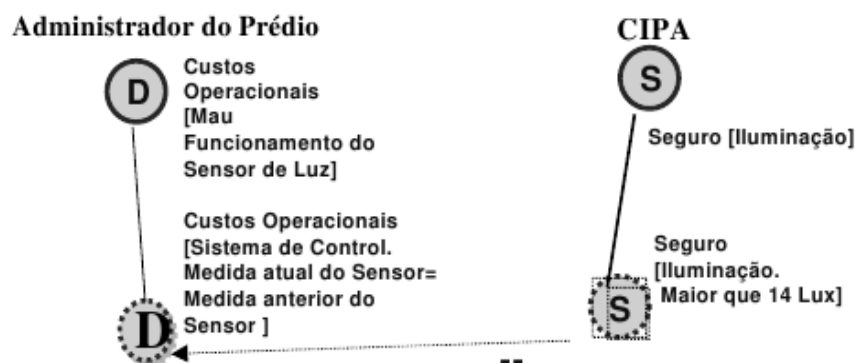 Administrador do Prédio
CIPA
D
Custos
Operacionais
[Mau
Funcionamento do
Sensor de Luz]
S
Seguro [Iluminação]
Custos Operacionais
[Sistema de Control.
Medida atual do Sensor=
Medida anterior do
Sensor ]
D
Seguro
[Iluminação.
Maior que 14 Lux]
S
--